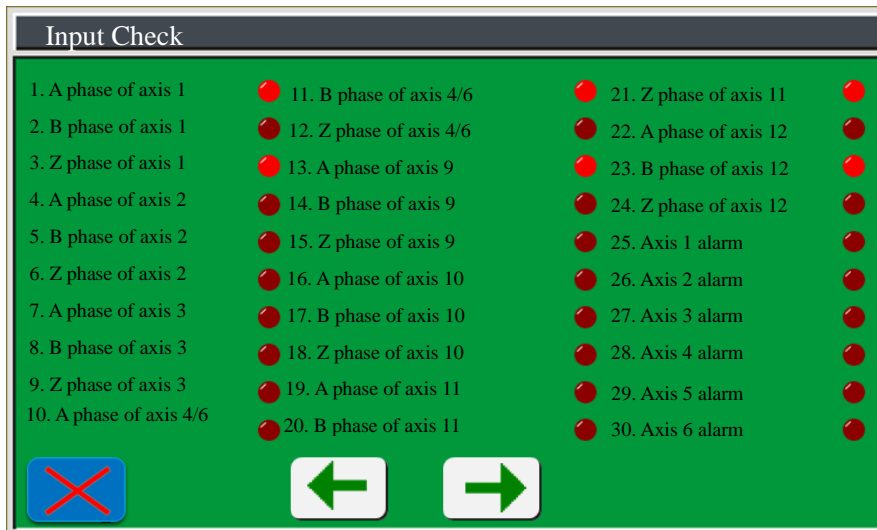 Input Check
1. A phase of axis 1
2. B phase of axis 1
3. Z phase of axis 1
4. A phase of axis 2
5. B phase of axis 2
6. Z phase of axis 2
7. A phase of axis 3
8. B phase of axis 3
9. Z phase of axis 3
10. A phase of axis 4/6
11. B phase of axis 4/6
12. Z phase of axis 4/6
13. A phase of axis 9
14. B phase of axis 9
15. Z phase of axis 9
16. A phase of axis 10
17. B phase of axis 10
18. Z phase of axis 10
19. A phase of axis 11
20. B phase of axis 11
21. Z phase of axis 11
22. A phase of axis 12
23. B phase of axis 12
24. Z phase of axis 12
25. Axis 1 alarm
26. Axis 2 alarm
27. Axis 3 alarm
28. Axis 4 alarm
29. Axis 5 alarm
30. Axis 6 alarm